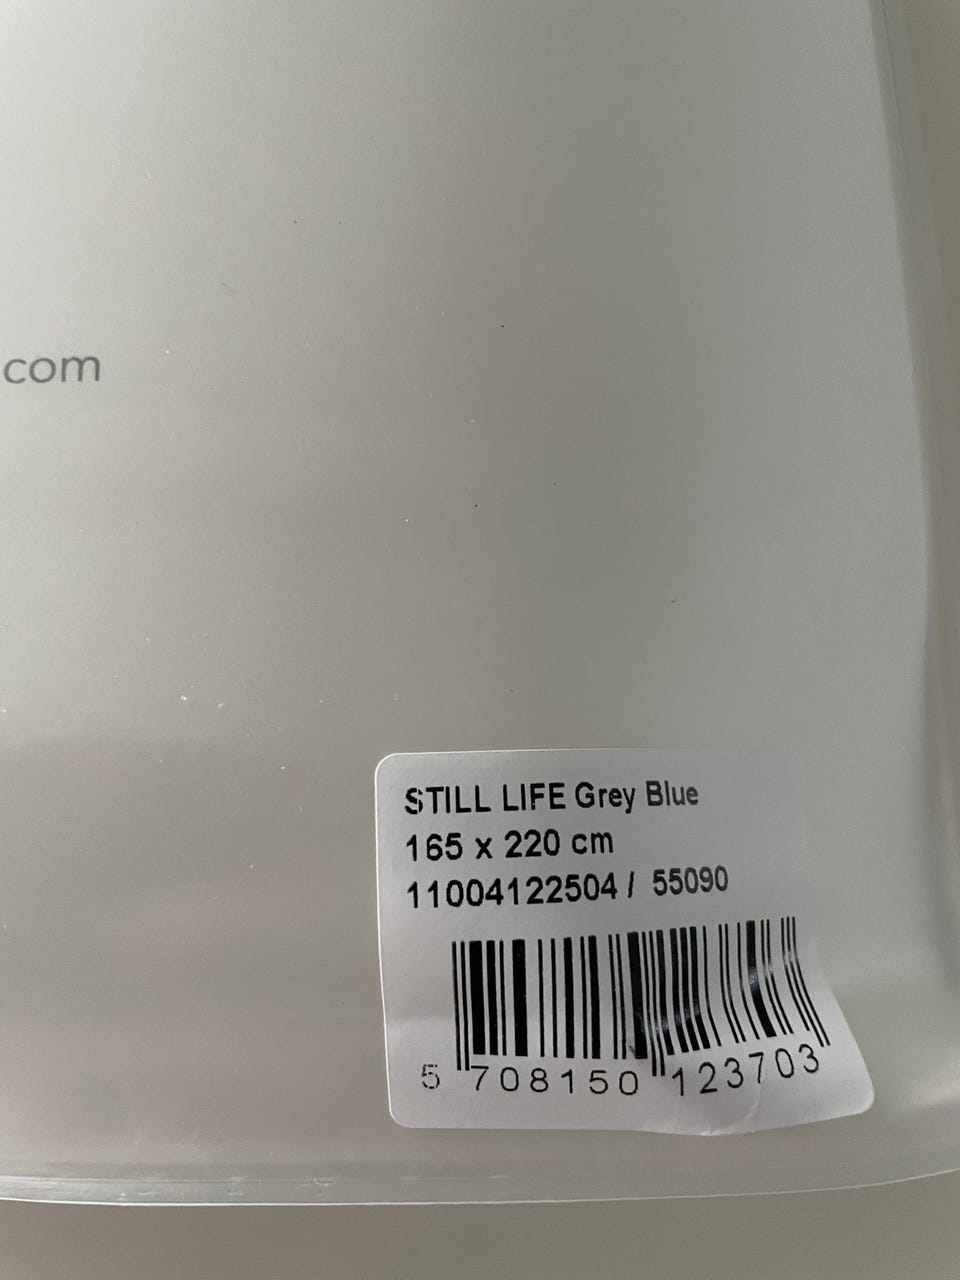 com
STILL LIFE Grey Blue
165 x 220 cm
11004122504 / 55090
5 708150 123703